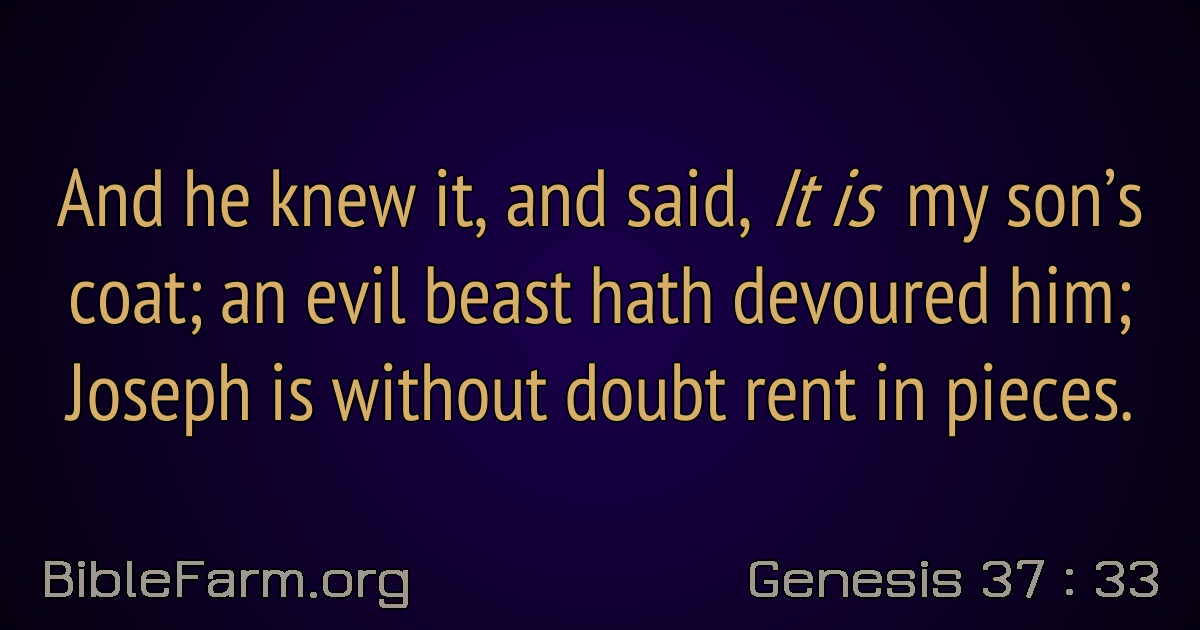 And he knew it, and said, It is my son’s
coat; an evil beast hath devoured him;
Joseph is without doubt rent in pieces.
BibleFarm.org
Genesis 37 : 33